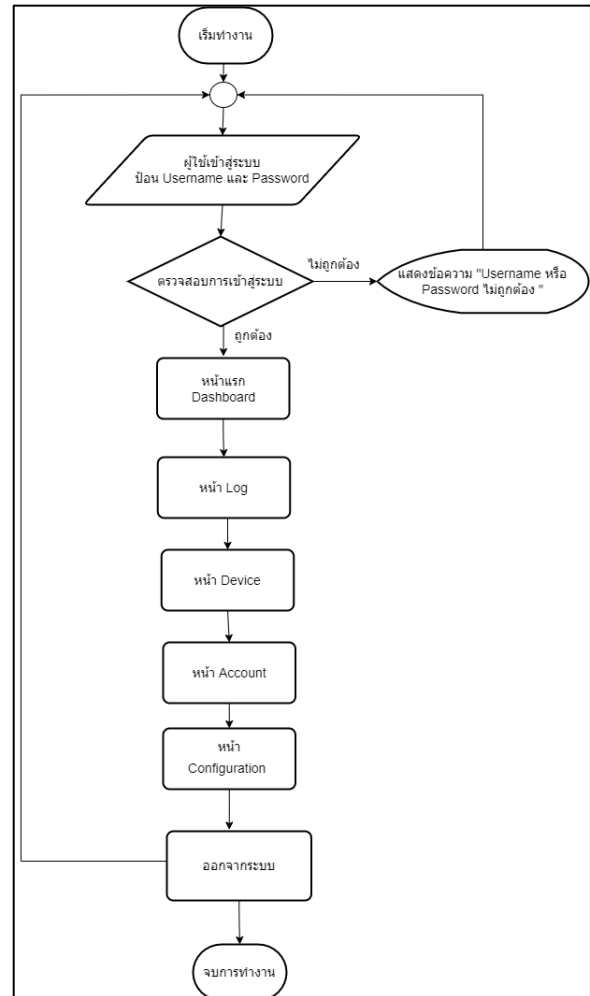 เริ่มทำงาน
ผู้ใช้เข้าสู่ระบบ
ป้อน Username และ Password
ตรวจสอบการเข้าสู่ระบบ
ไม่ถูกต้อง
แสดงข้อความ "Username หรือ
Password ไม่ถูกต้อง "
ถูกต้อง
หน้าแรก
Dashboard
หน้า Log
หน้า Device
หน้า Account
หน้า
Configuration
ออกจากระบบ
จบการทำงาน